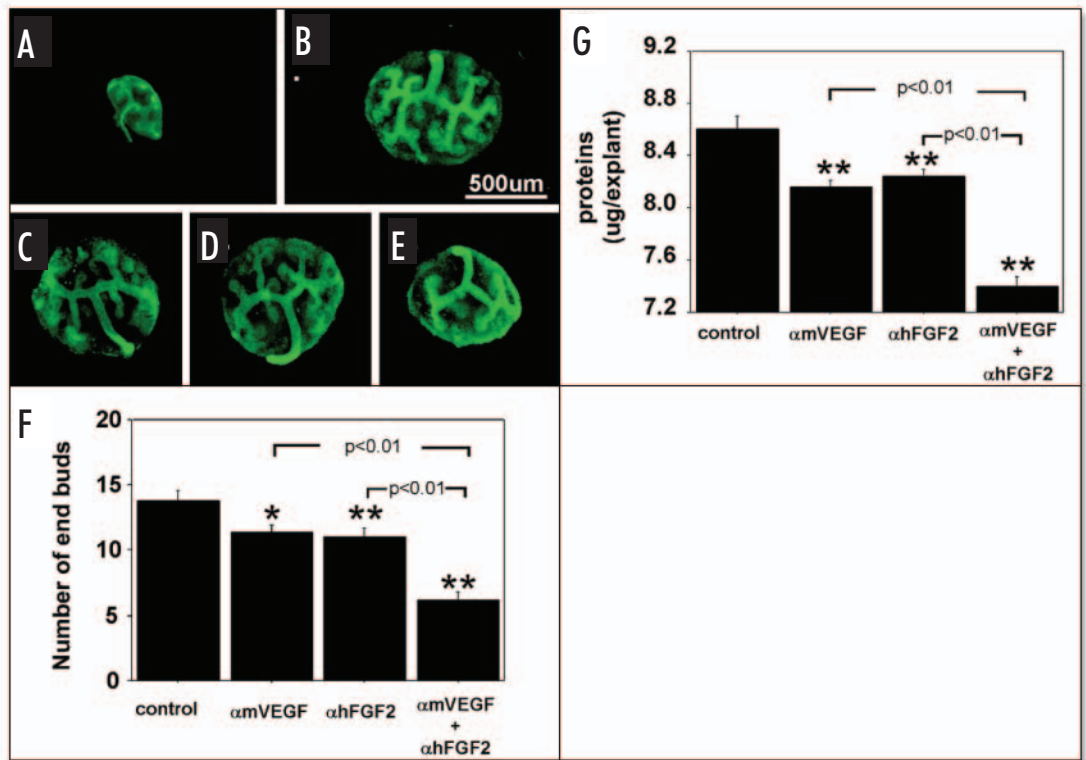 A
B
500um
C
D
E
F
Number of end buds
20
15
10
5
0
p<0.01
p<0.01
*
**
**
control
αmVEGF
αhFGF2
αmVEGF
+
αhFGF2
G
proteins
(ug/explant)
9.2
8.8
8.4
8.0
7.6
7.2
p<0.01
p<0.01
**
**
**
control
αmVEGF
αhFGF2
αmVEGF
+
αhFGF2